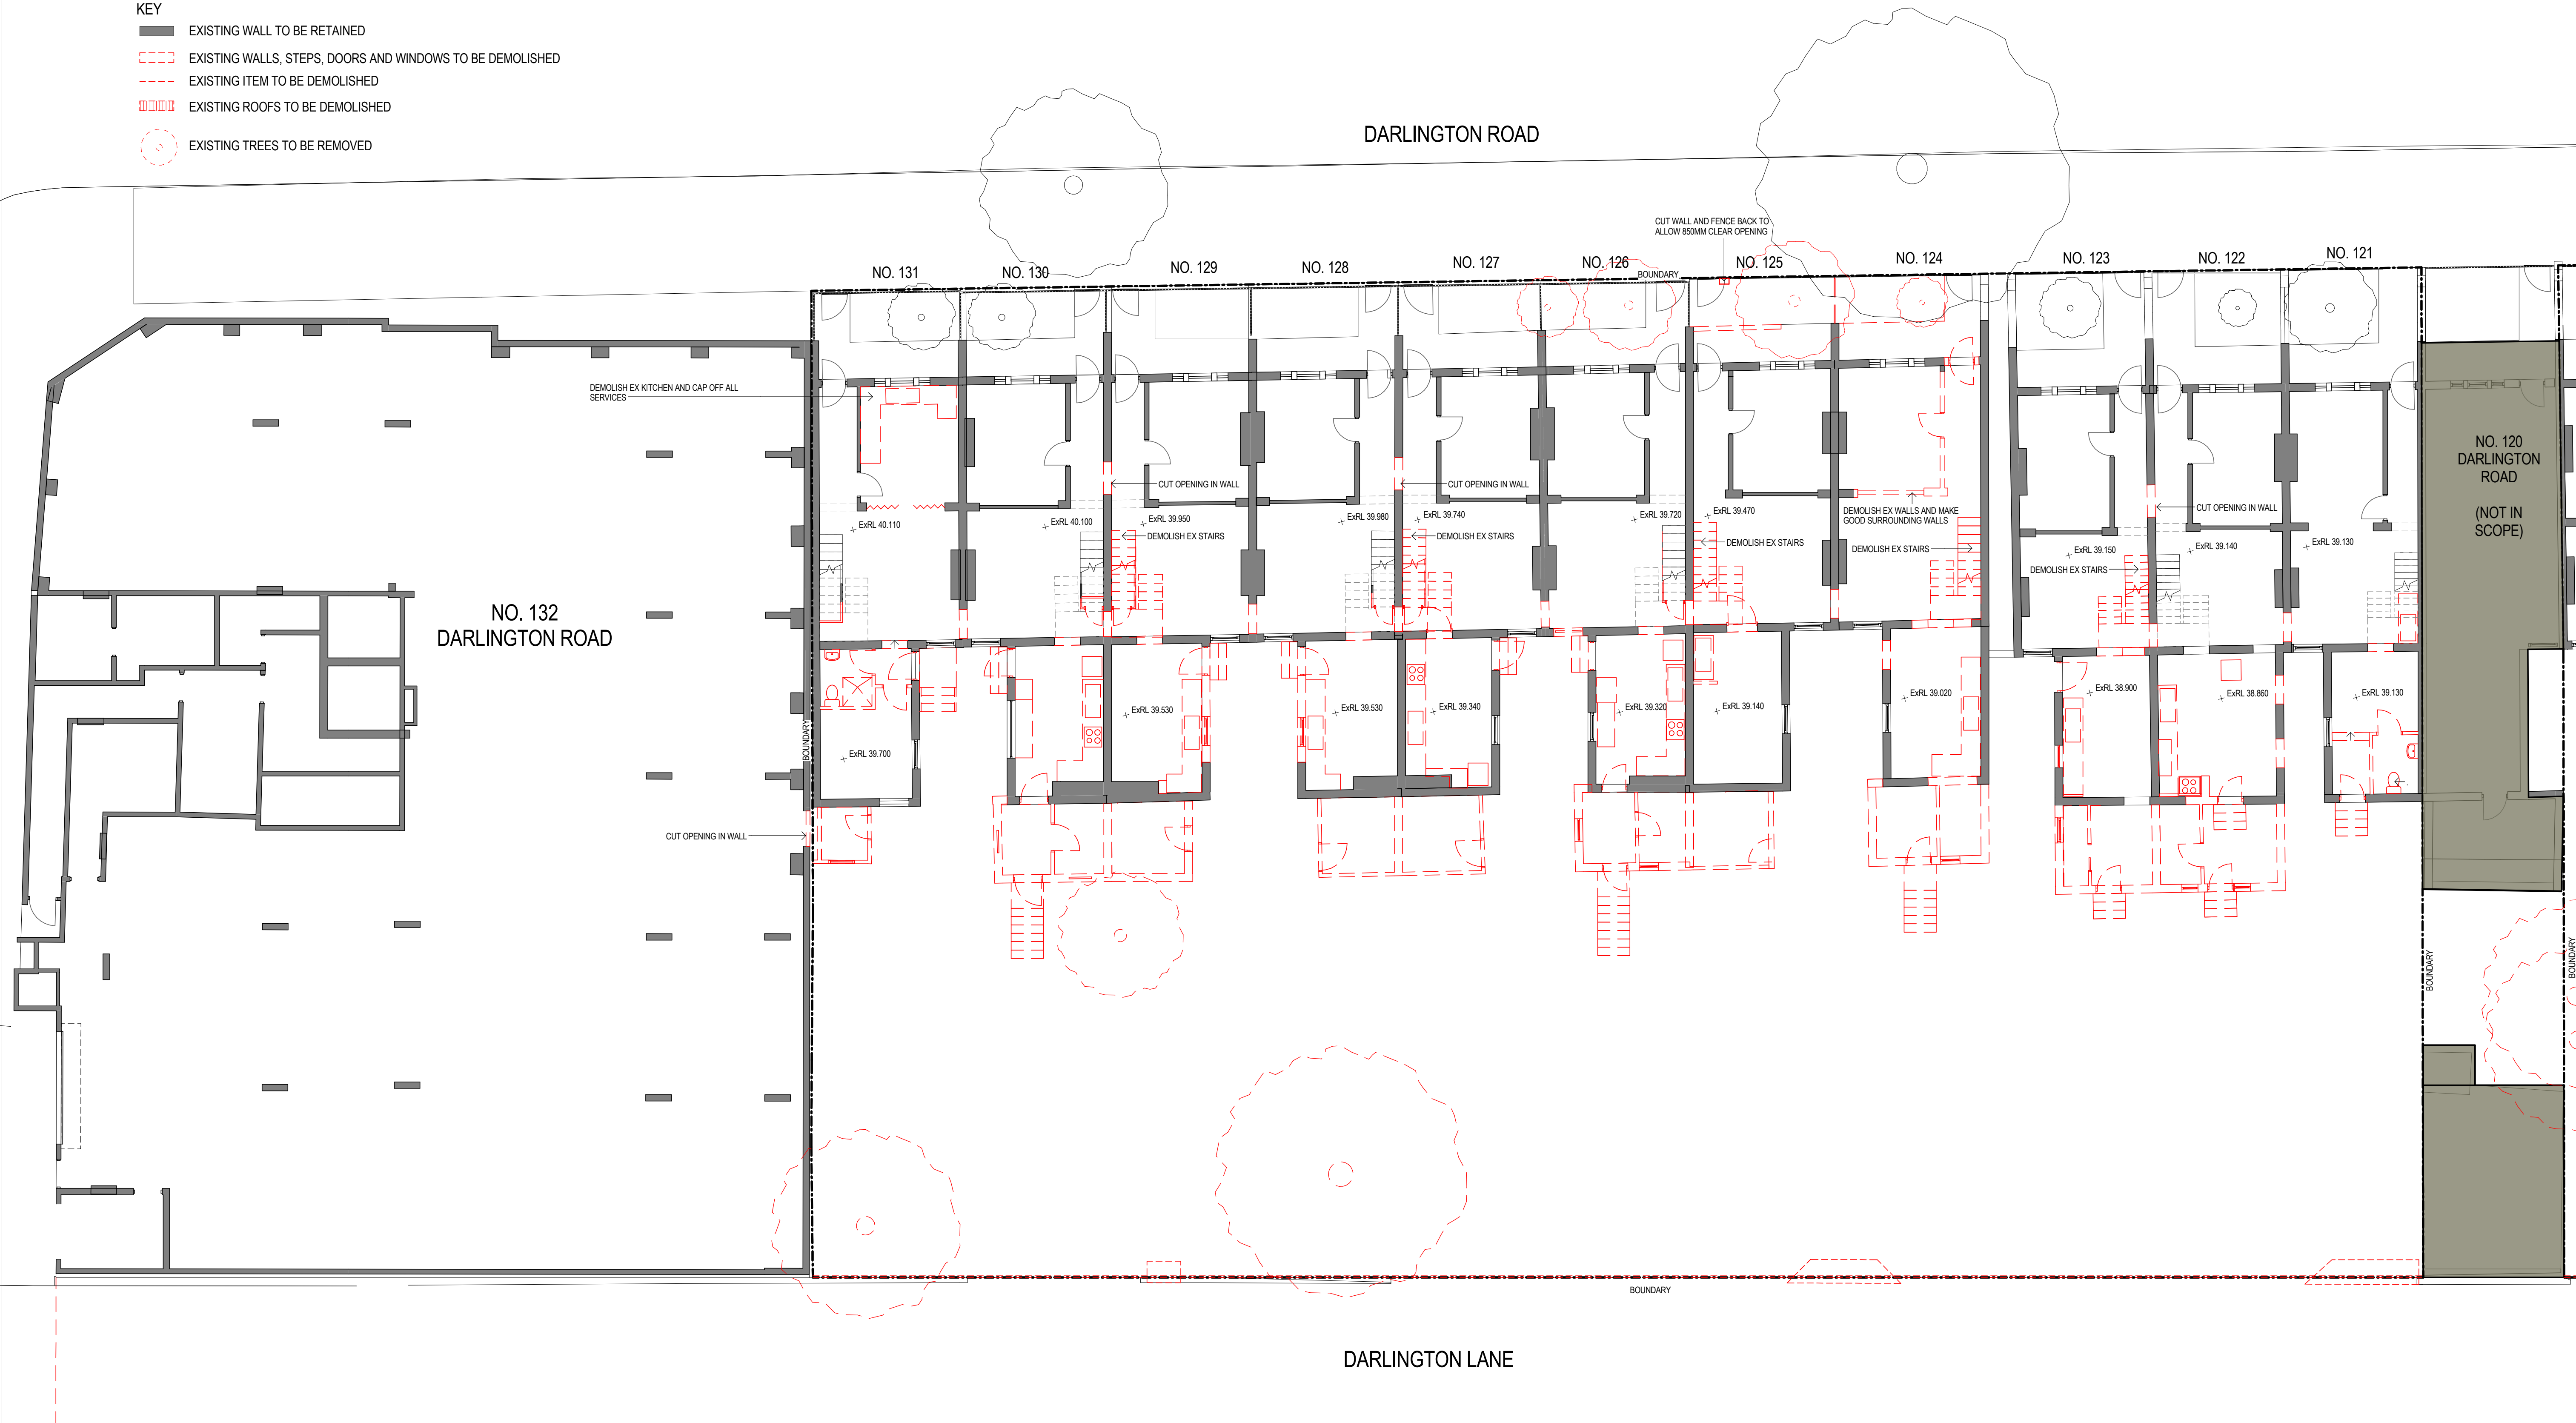 KEY
EXISTING WALL TO BE RETAINED
EXISTING WALLS, STEPS, DOORS AND WINDOWS TO BE DEMOLISHED
EXISTING ITEM TO BE DEMOLISHED
EXISTING ROOFS TO BE DEMOLISHED
EXISTING TREES TO BE REMOVED
DARLINGTON ROAD
CUT WALL AND FENCE BACK TO
ALLOW 850MM CLEAR OPENING
NO. 131
NO. 130
NO. 129
NO. 128
NO. 127
NO. 126
BOUNDARY
NO. 125
NO. 124
NO. 123
NO. 122
NO. 121
DEMOLISH EX KITCHEN AND CAP OFF ALL
SERVICES
NO. 120
DARLINGTON
ROAD
(NOT IN
SCOPE)
CUT OPENING IN WALL
CUT OPENING IN WALL
CUT OPENING IN WALL
DEMOLISH EX WALLS AND MAKE
GOOD SURROUNDING WALLS
ExRL 40.110
ExRL 40.100
ExRL 39.950
ExRL 39.980
ExRL 39.740
ExRL 39.720
ExRL 39.470
ExRL 39.150
ExRL 39.140
ExRL 39.130
DEMOLISH EX STAIRS
DEMOLISH EX STAIRS
DEMOLISH EX STAIRS
DEMOLISH EX STAIRS
DEMOLISH EX STAIRS
NO. 132
DARLINGTON ROAD
ExRL 39.700
ExRL 39.530
ExRL 39.530
ExRL 39.340
ExRL 39.320
ExRL 39.140
ExRL 39.020
ExRL 38.900
ExRL 38.860
ExRL 39.130
BOUNDARY
CUT OPENING IN WALL
BOUNDARY
BOUNDARY
BOUNDARY
DARLINGTON LANE